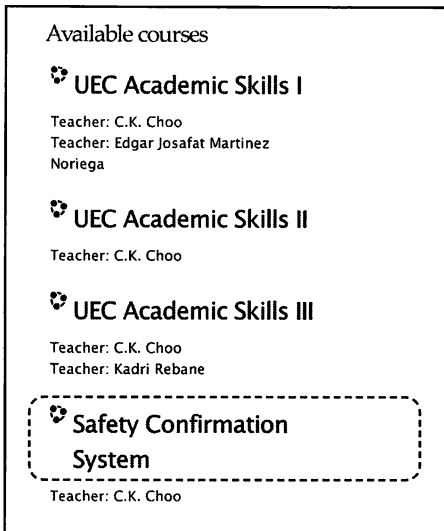 Available courses
UEC Academic Skills I
Teacher: C.K. Choo
Teacher: Edgar Josafat Martinez
Noriega
UEC Academic Skills II
Teacher: C.K. Choo
UEC Academic Skills III
Teacher: C.K. Choo
Teacher: Kadri Rebane
Safety Confirmation
System
Teacher: C.K. Choo